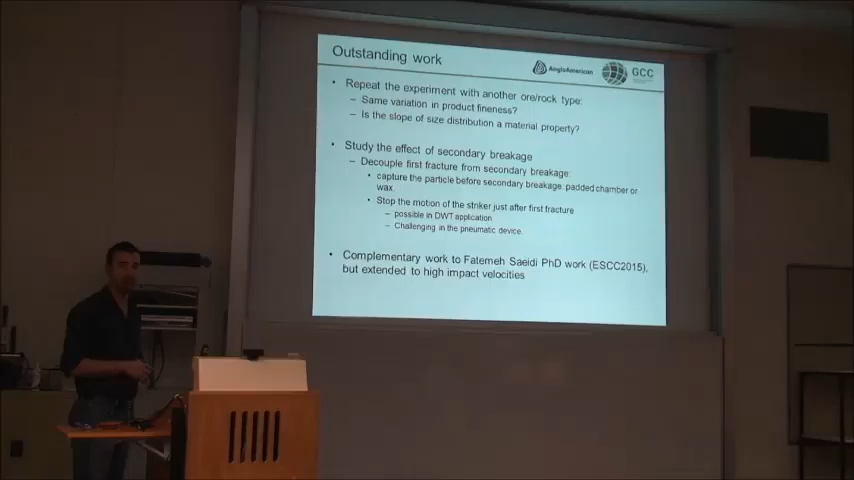 Outstanding work
AngloAmerican
GCC
• Repeat the experiment with another ore/rock type:
– Same variation in product fineness?
– Is the slope of size distribution a material property?
• Study the effect of secondary breakage
– Decouple first fracture from secondary breakage:
• capture the particle before secondary breakage padded chamber or
wax.
• Stop the motion of the striker just after first fracture
– possible in DWT application
– Challenging in the pneumatic device.
• Complementary work to Fatemeh Saeidi PhD work (ESCC2015),
but extended to high impact velocities